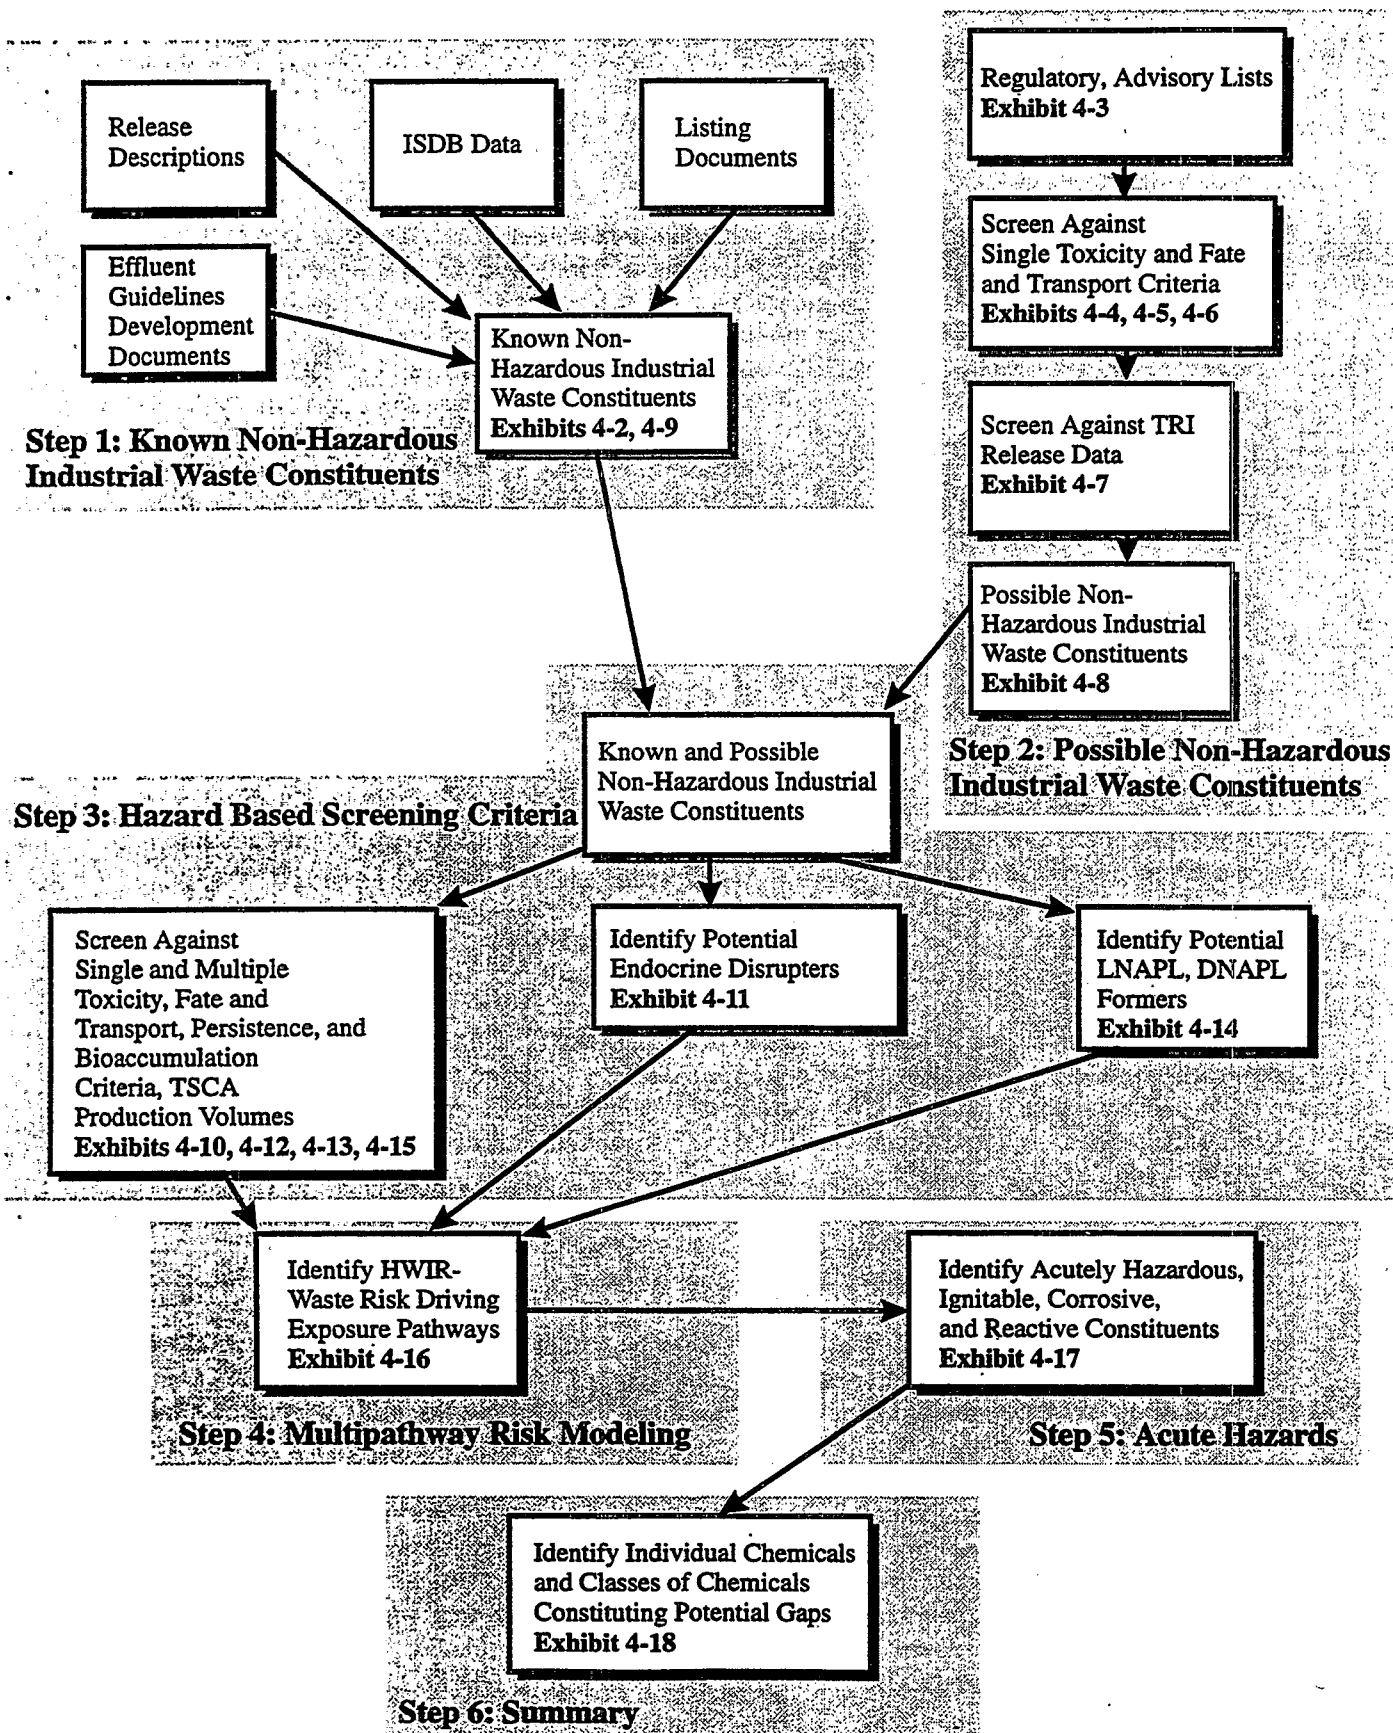 Release
Descriptions
ISDB Data
Listing
Documents
Effluent
Guidelines
Development
Documents
Known Non-
Hazardous Industrial
Waste Constituents
Exhibits 4-2, 4-9
Step 1: Known Non-Hazardous
Industrial Waste Constituents
Regulatory, Advisory Lists
Exhibit 4-3
Screen Against
Single Toxicity and Fate
and Transport Criteria
Exhibits 4-4, 4-5, 4-6
Screen Against TRI
Release Data
Exhibit 4-7
Possible Non-
Hazardous Industrial
Waste Constituents
Exhibit 4-8
Step 2: Possible Non-Hazardous
Industrial Waste Constituents
Known and Possible
Non-Hazardous Industrial
Waste Constituents
Step 3: Hazard Based Screening Criteria
Screen Against
Single and Multiple
Toxicity, Fate and
Transport, Persistence, and
Bioaccumulation
Criteria, TSCA
Production Volumes
Exhibits 4-10, 4-12, 4-13, 4-15
Identify Potential
Endocrine Disrupters
Exhibit 4-11
Identify Potential
LNAPL, DNAPL
Formers
Exhibit 4-14
Identify HWIR-
Waste Risk Driving
Exposure Pathways
Exhibit 4-16
Step 4: Multipathway Risk Modeling
Identify Acutely Hazardous,
Ignitable, Corrosive,
and Reactive Constituents
Exhibit 4-17
Step 5: Acute Hazards
Identify Individual Chemicals
and Classes of Chemicals
Constituting Potential Gaps
Exhibit 4-18
Step 6: Summary